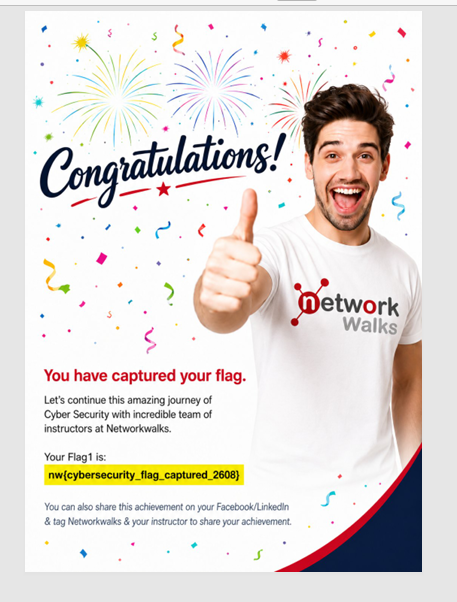 Congratulations!
network
Walks
You have captured your flag.
Let's continue this amazing journey of
Cyber Security with incredible team of
instructors at Networkwalks.
Your Flag1 is:
nw{cybersecurity_flag_captured_2608}
You can also share this achievement on your Facebook/LinkedIn
& tag Networkwalks & your instructor to share your achievement.